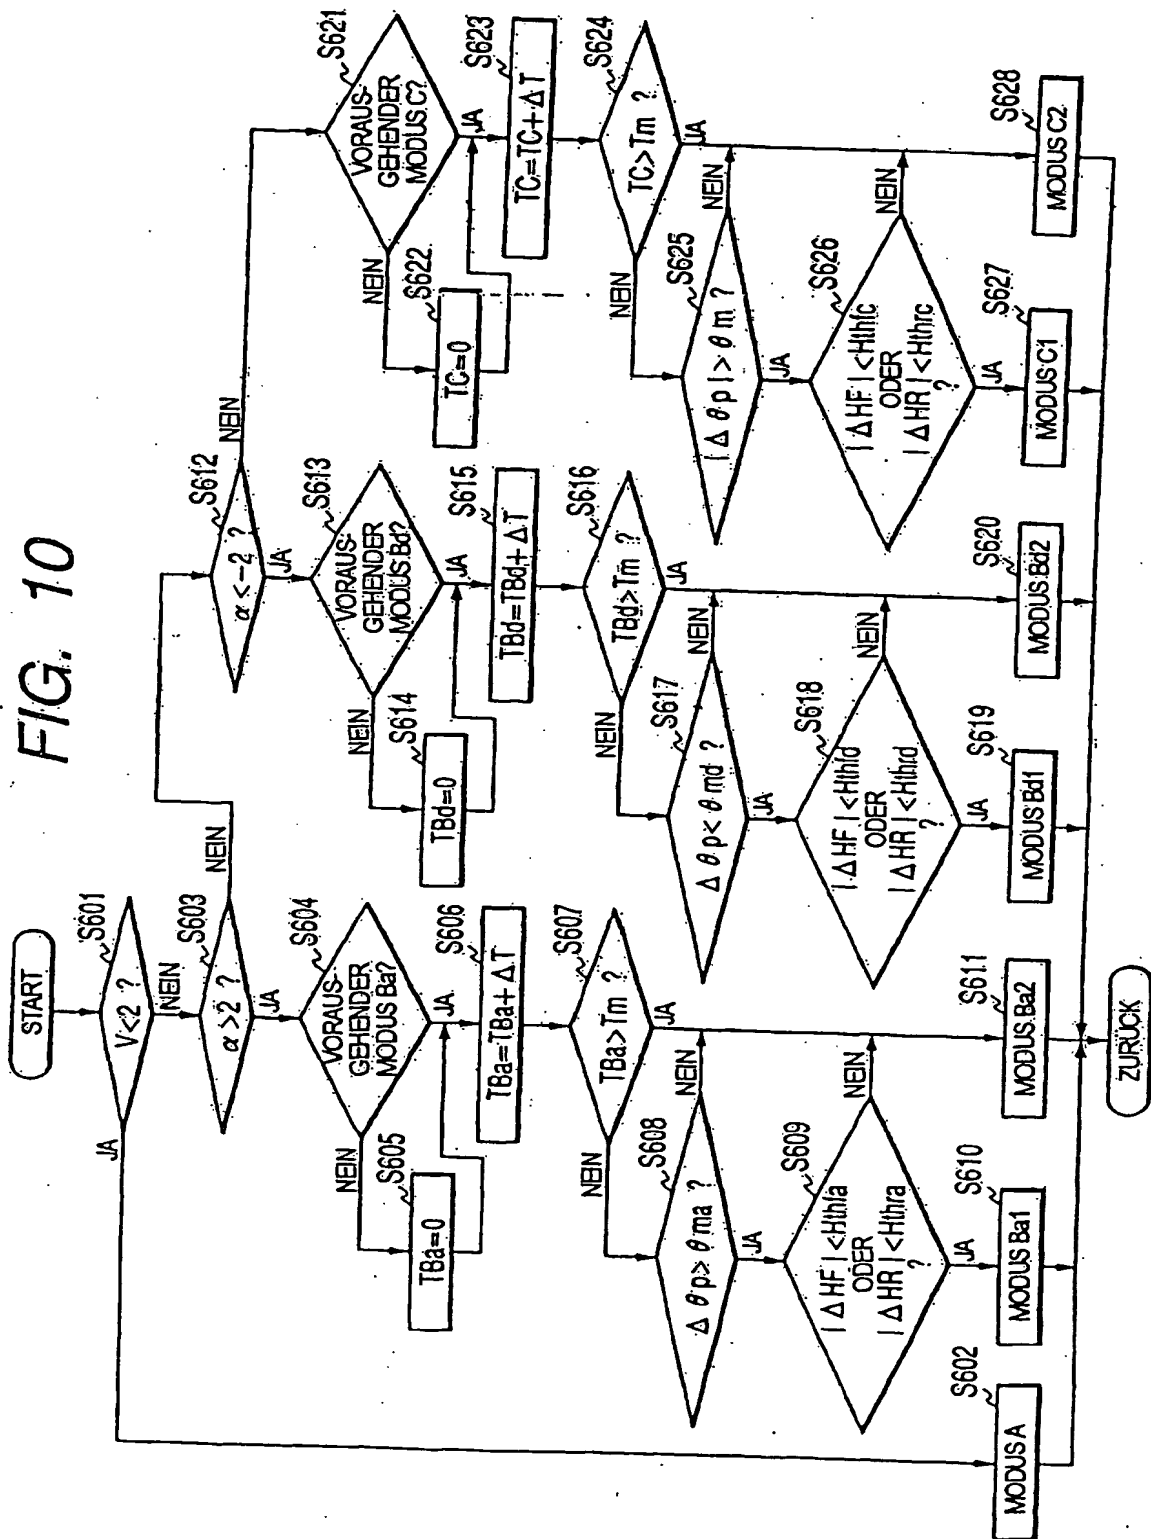 FIG. 10
START
S601
V<2 ?
JA
NEIN
S602
MODUS A
S603
α>2 ?
NEIN
JA
S604
VORAUS-
GEHENDER
MODUS Ba?
NEIN
JA
S605
TBa=0
S606
TBa=TBa+ΔT
S607
TBa>Tm ?
NEIN
JA
S608
Δθp>θma ?
NEIN
JA
S609
|ΔHF|<Hthfa
ODER
|ΔHR|<Hthra
?
NEIN
JA
S610
MODUS Ba1
S611
MODUS Ba2
S612
α<-2 ?
NEIN
JA
S613
VORAUS-
GEHENDER
MODUS Bd?
NEIN
JA
S614
TBd=0
S615
TBd=TBd+ΔT
S616
TBd>Tm ?
NEIN
JA
S617
Δθp<θmd ?
NEIN
JA
S618
|ΔHF|<Hthfd
ODER
|ΔHR|<Hthrd
?
NEIN
JA
S619
MODUS Bd1
S620
MODUS Bd2
S621
VORAUS-
GEHENDER
MODUS C?
NEIN
JA
S622
TC=0
S623
TC=TC+ΔT
S624
TC>Tm ?
NEIN
JA
S625
|Δθp|>θm ?
NEIN
JA
S626
|ΔHF|<Hthfc
ODER
|ΔHR|<Hthrc
?
NEIN
JA
S627
MODUS C1
S628
MODUS C2
ZURÜCK